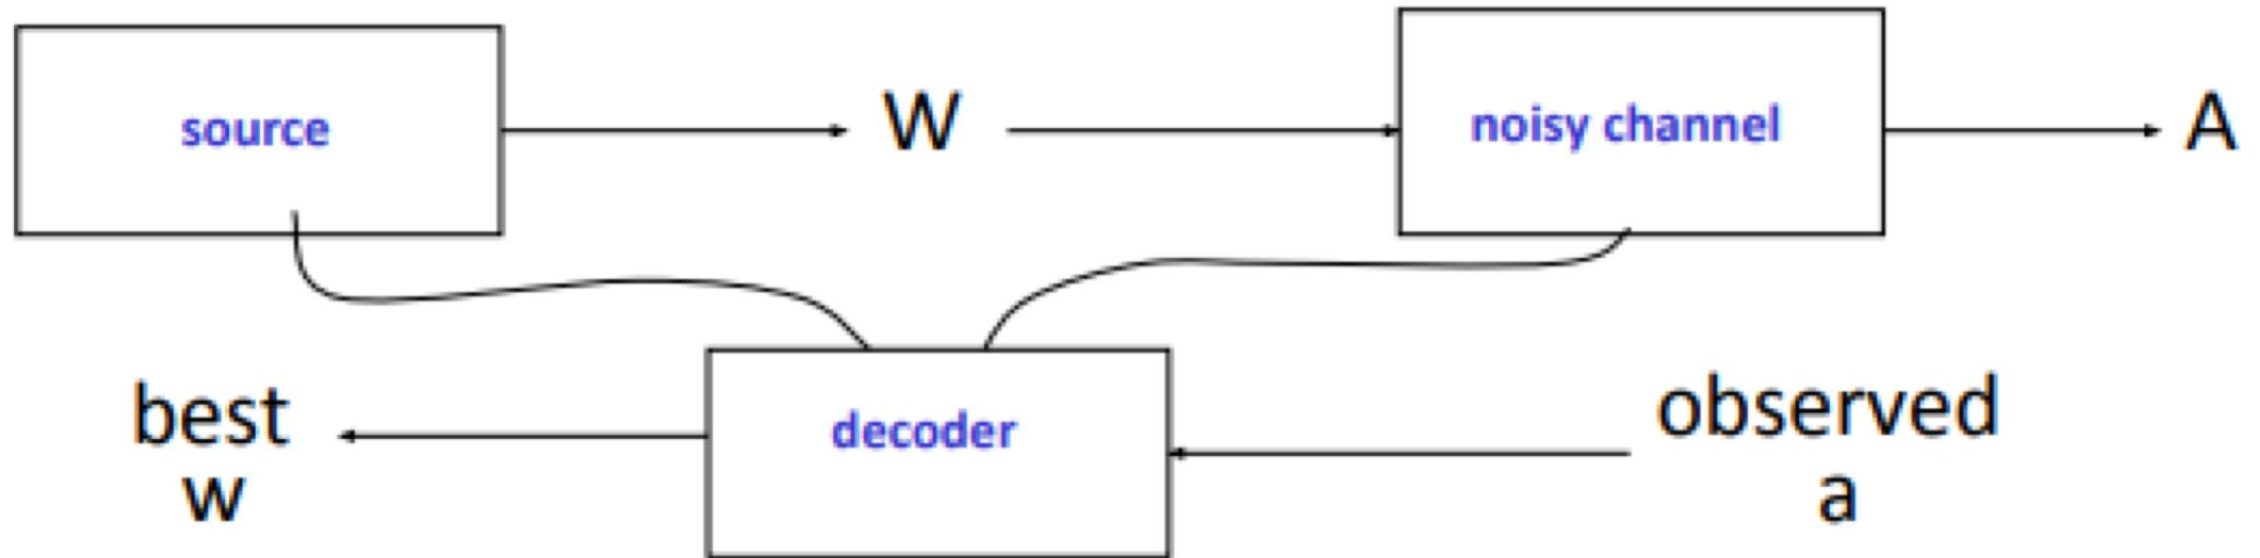 source
W
noisy channel
A
best
w
decoder
observed
a